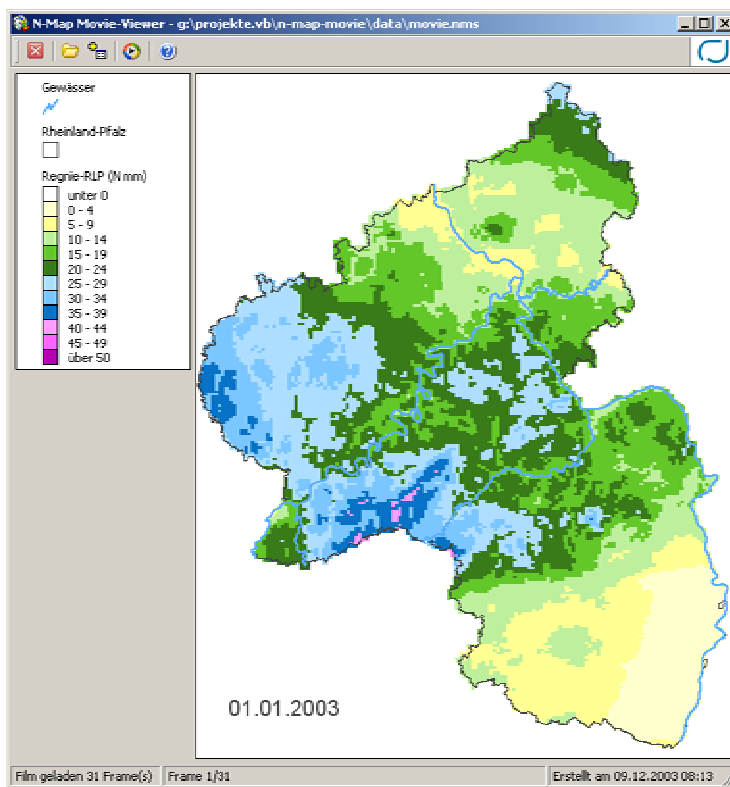 N-Map Movie-Viewer - g:\projekte.vb\n-map-movie\data\movie.nms
Gewässer
Rheinland-Pfalz
Regnie-RLP (N mm)
unter 0
0 - 4
5 - 9
10 - 14
15 - 19
20 - 24
25 - 29
30 - 34
35 - 39
40 - 44
45 - 49
über 50
01.01.2003
Film geladen 31 Frame(s)
Frame 1/31
Erstellt am 09.12.2003 08:13